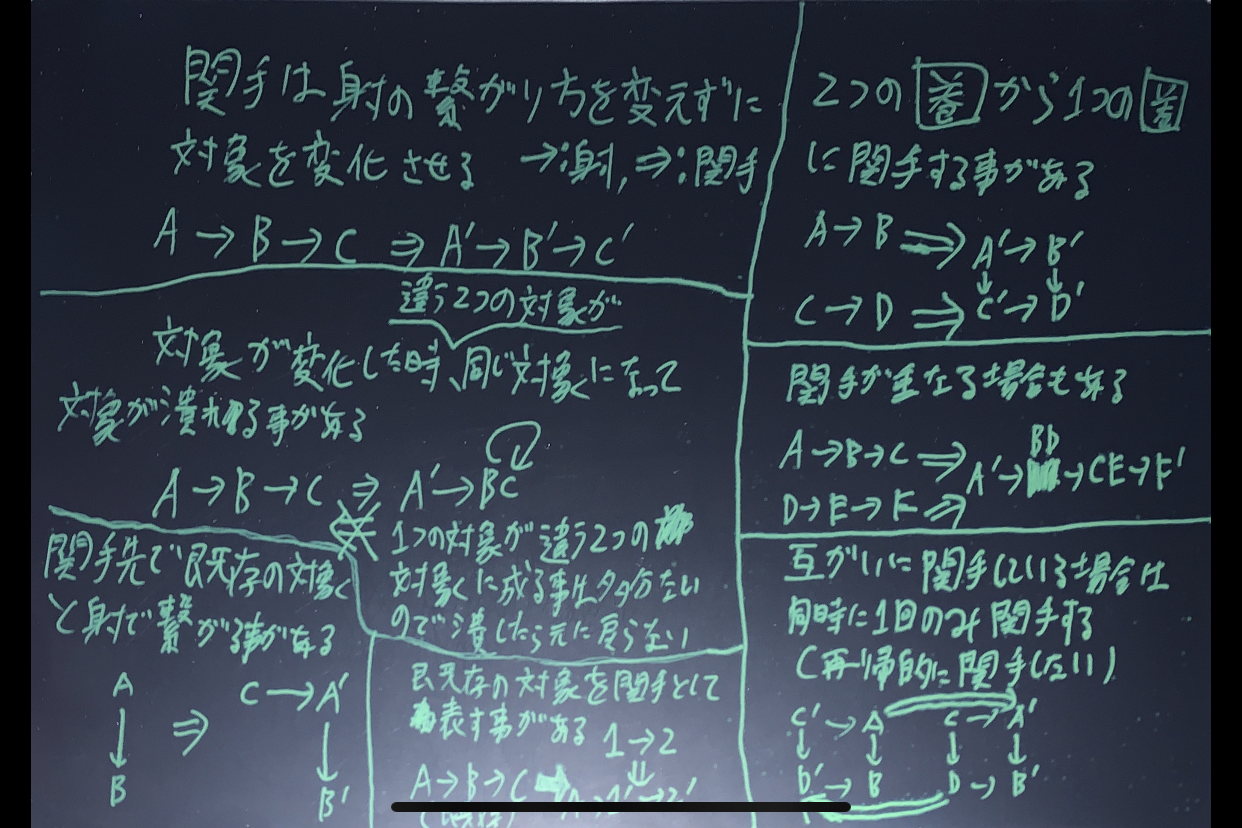 関手は射の繋がり方を変えずに
対象を変化させる →:射, ⇒:関手
A→B→C ⇒ A'→B'→C'
違う2つの対象が
対象が変化した時、同じ対象になって
対象が潰れる事がある
A→B→C ⇒ A'→BC
1つの対象が違う2つの
対象に成る事は多分ない
ので潰したら元に戻らない
関手先で既存の対象
と射で繋がる事がある
A ⇒ C→A'
↓ ↓
B B'
既存の対象を関手として
表す事がある 1→2
⇓
A→B→C
2つの圏から1つの圏
に関手する事がある
A→B ⇒ A'→B'
↓ ↓
C→D ⇒ C'→D'
関手が重なる場合もある
BD
A→B→C ⇒ A'→ →CE→F'
D→E→F ⇒
互がいに関手している場合は
同時に1回のみ関手する
(再帰的に関手しない)
C'→A C→A'
↓ ↓ ↓ ↓
D'→B D→B'